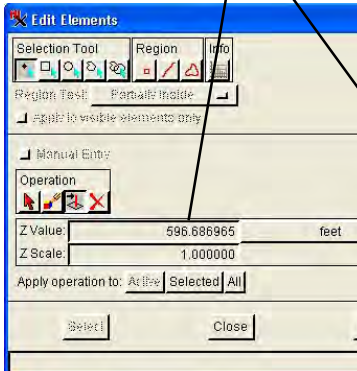 Edit Elements
Selection Tool Region Info
Region Test: Partially Inside
Apply to visible elements only
Manual Entry
Operation
Z Value: 596.686965 feet
Z Scale: 1.000000
Apply operation to: Active Selected All
Select Close